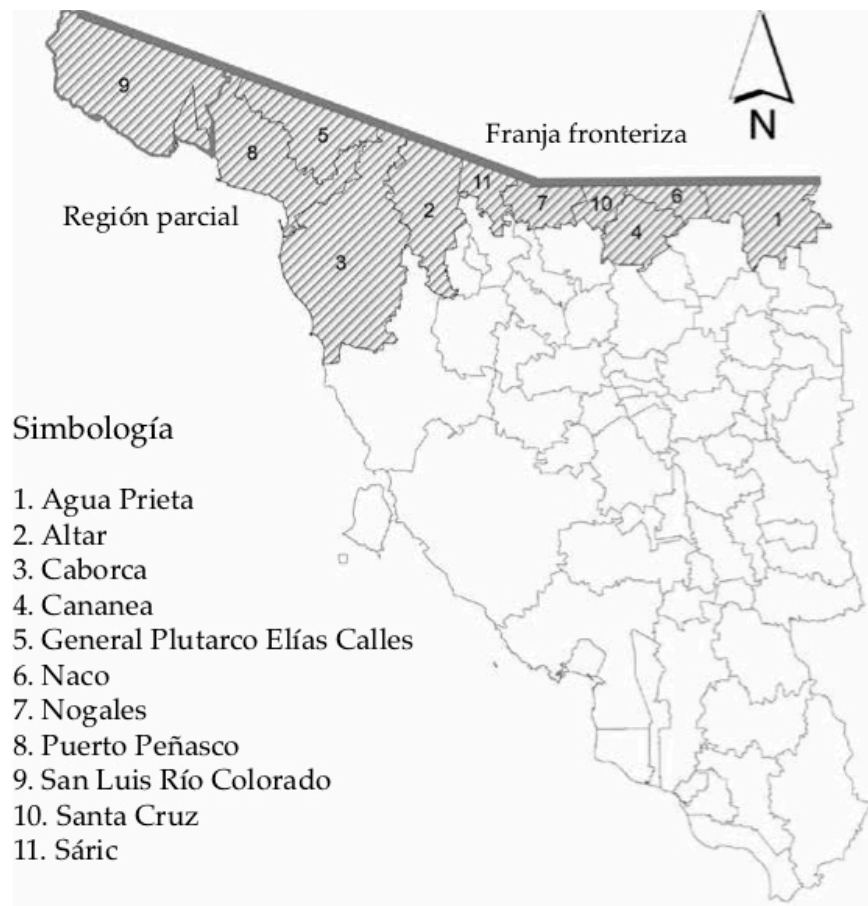 N
Franja fronteriza
Región parcial
9
8
5
3
2
11
7
10
4
6
1
Simbología
1. Agua Prieta
2. Altar
3. Caborca
4. Cananea
5. General Plutarco Elías Calles
6. Naco
7. Nogales
8. Puerto Peñasco
9. San Luis Río Colorado
10. Santa Cruz
11. Sáric